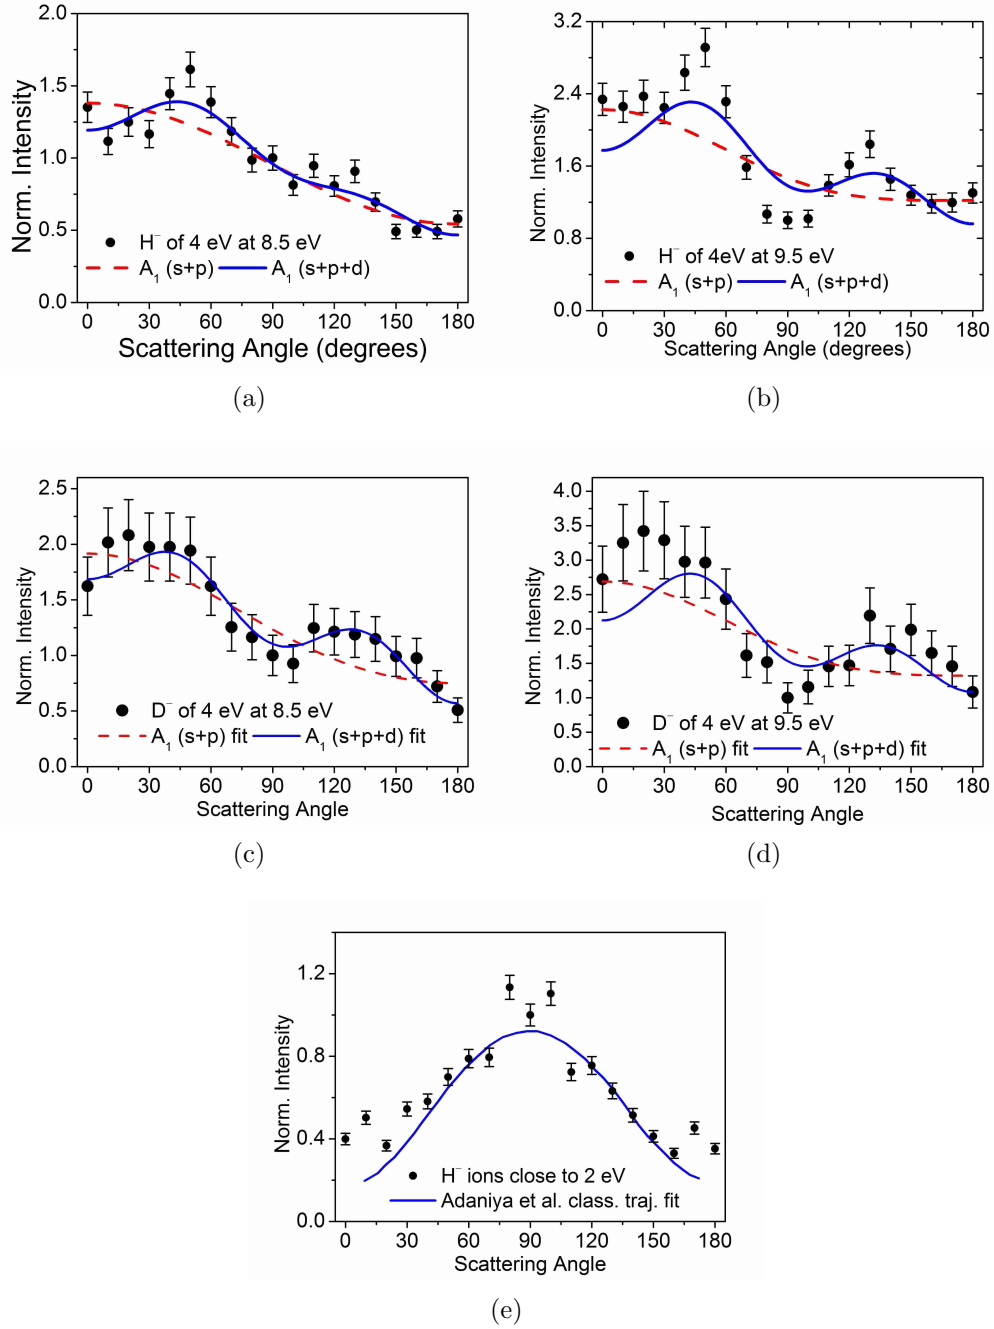 2.0
1.5
1.0
0.5
0.0
Norm. Intensity
H⁻ of 4 eV at 8.5 eV
A₁ (s+p) A₁ (s+p+d)
0 30 60 90 120 150 180
Scattering Angle (degrees)
(a)
3.2
2.4
1.6
0.8
0.0
Norm. Intensity
H⁻ of 4eV at 9.5 eV
A₁ (s+p) A₁ (s+p+d)
0 30 60 90 120 150 180
Scattering Angle (degrees)
(b)
2.5
2.0
1.5
1.0
0.5
0.0
Norm. Intensity
D⁻ of 4 eV at 8.5 eV
A₁ (s+p) fit A₁ (s+p+d) fit
0 30 60 90 120 150 180
Scattering Angle
(c)
4.0
3.5
3.0
2.5
2.0
1.5
1.0
0.5
0.0
Norm. Intensity
D⁻ of 4 eV at 9.5 eV
A₁ (s+p) fit A₁ (s+p+d) fit
0 30 60 90 120 150 180
Scattering Angle
(d)
1.2
0.8
0.4
0.0
Norm. Intensity
H⁻ ions close to 2 eV
Adaniya et al. class. traj. fit
0 30 60 90 120 150 180
Scattering Angle
(e)